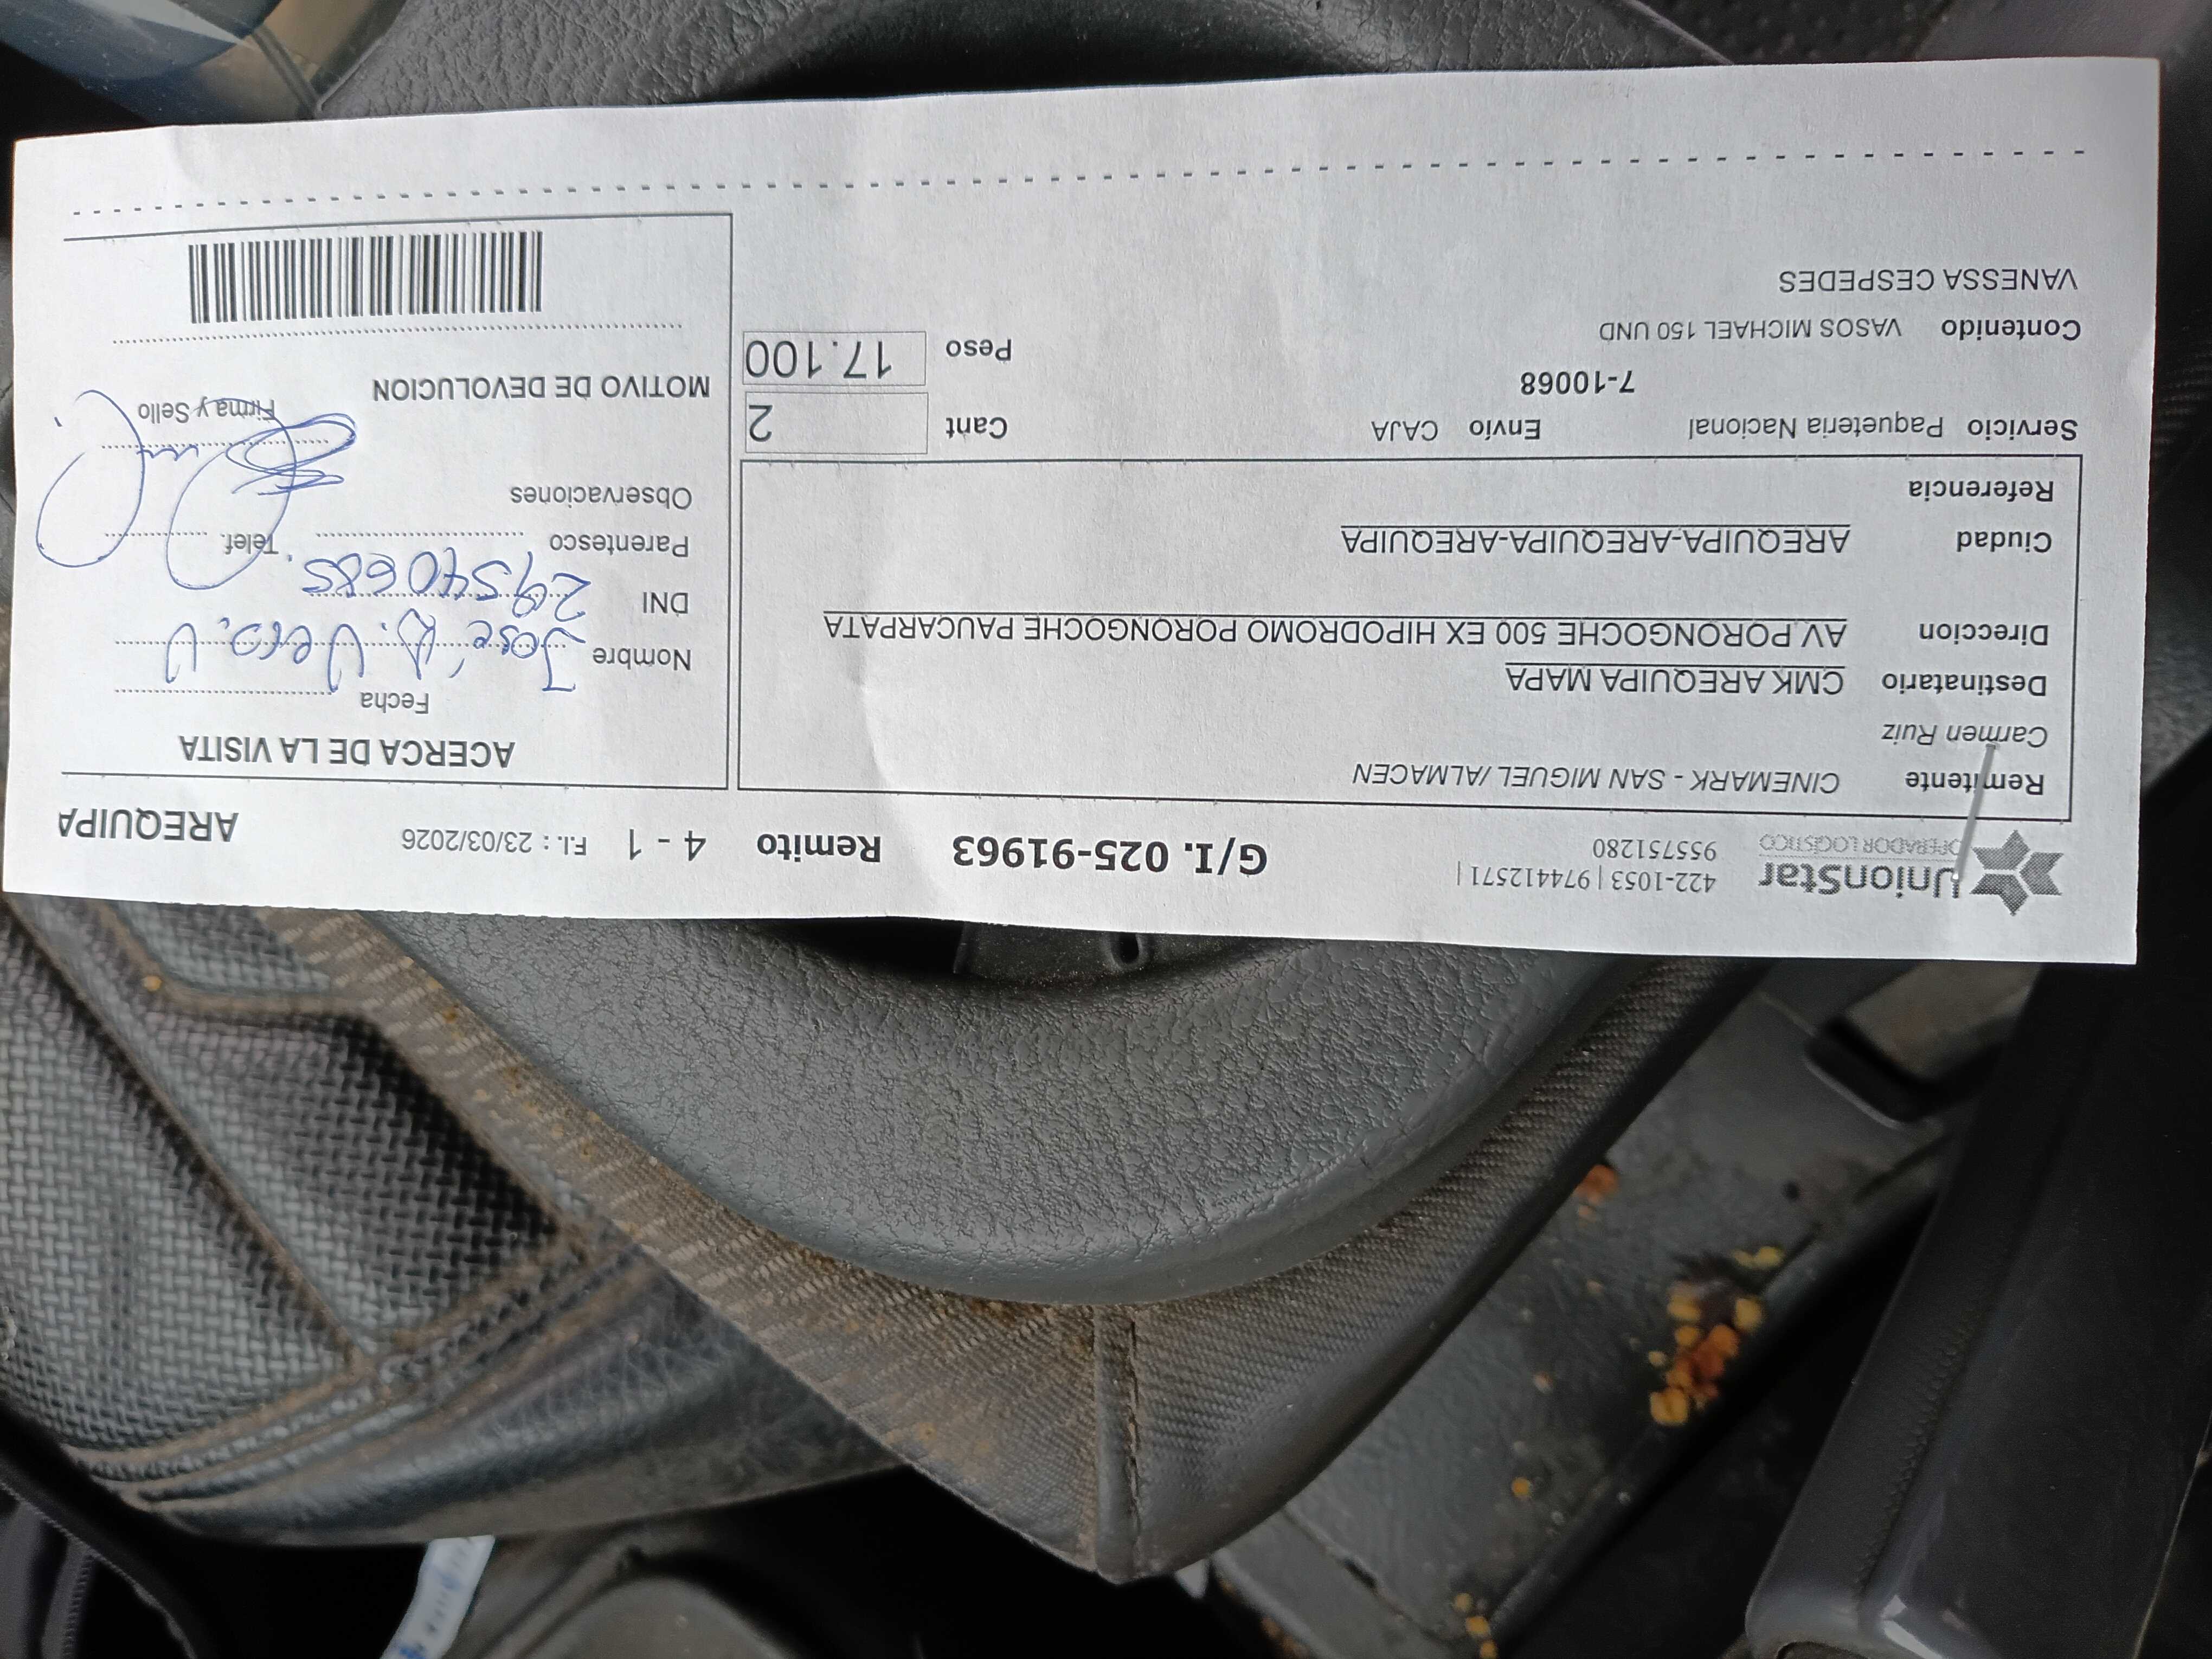 UnionStar
OPERADOR LOGISTICO
422-1053 | 974412571 |
955751280
G/I. 025-91963 Remito 4 - 1 F.I. : 23/03/2026 AREQUIPA
Remitente CINEMARK - SAN MIGUEL /ALMACEN
Carmen Ruiz
Destinatario CMK AREQUIPA MAPA
Direccion AV.PORONGOCHE 500 EX HIPODROMO PORONGOCHE PAUCARPATA
Ciudad AREQUIPA-AREQUIPA-AREQUIPA
Referencia
Servicio Paqueteria Nacional Envío CAJA Cant 2
7-10068
Contenido VASOS MICHAEL 150 UND Peso 17.100
VANESSA CESPEDES
ACERCA DE LA VISITA
Fecha
Nombre José
DNI 29540685
Parentesco Telef.
Observaciones
Firma y Sello
MOTIVO DE DEVOLUCION